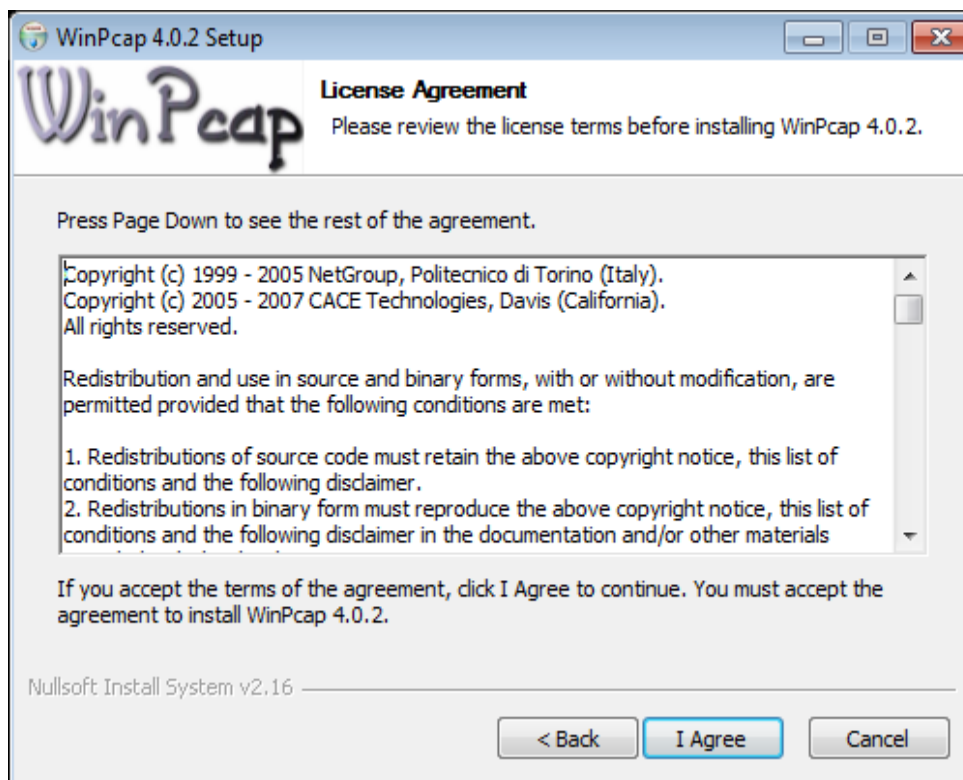 WinPcap 4.0.2 Setup
WinPcap
License Agreement
Please review the license terms before installing WinPcap 4.0.2.
Press Page Down to see the rest of the agreement.
Copyright (c) 1999 - 2005 NetGroup, Politecnico di Torino (Italy).
Copyright (c) 2005 - 2007 CACE Technologies, Davis (California).
All rights reserved.
Redistribution and use in source and binary forms, with or without modification, are
permitted provided that the following conditions are met:
1. Redistributions of source code must retain the above copyright notice, this list of
conditions and the following disclaimer.
2. Redistributions in binary form must reproduce the above copyright notice, this list of
conditions and the following disclaimer in the documentation and/or other materials
If you accept the terms of the agreement, click I Agree to continue. You must accept the
agreement to install WinPcap 4.0.2.
Nullsoft Install System v2.16
< Back
I Agree
Cancel